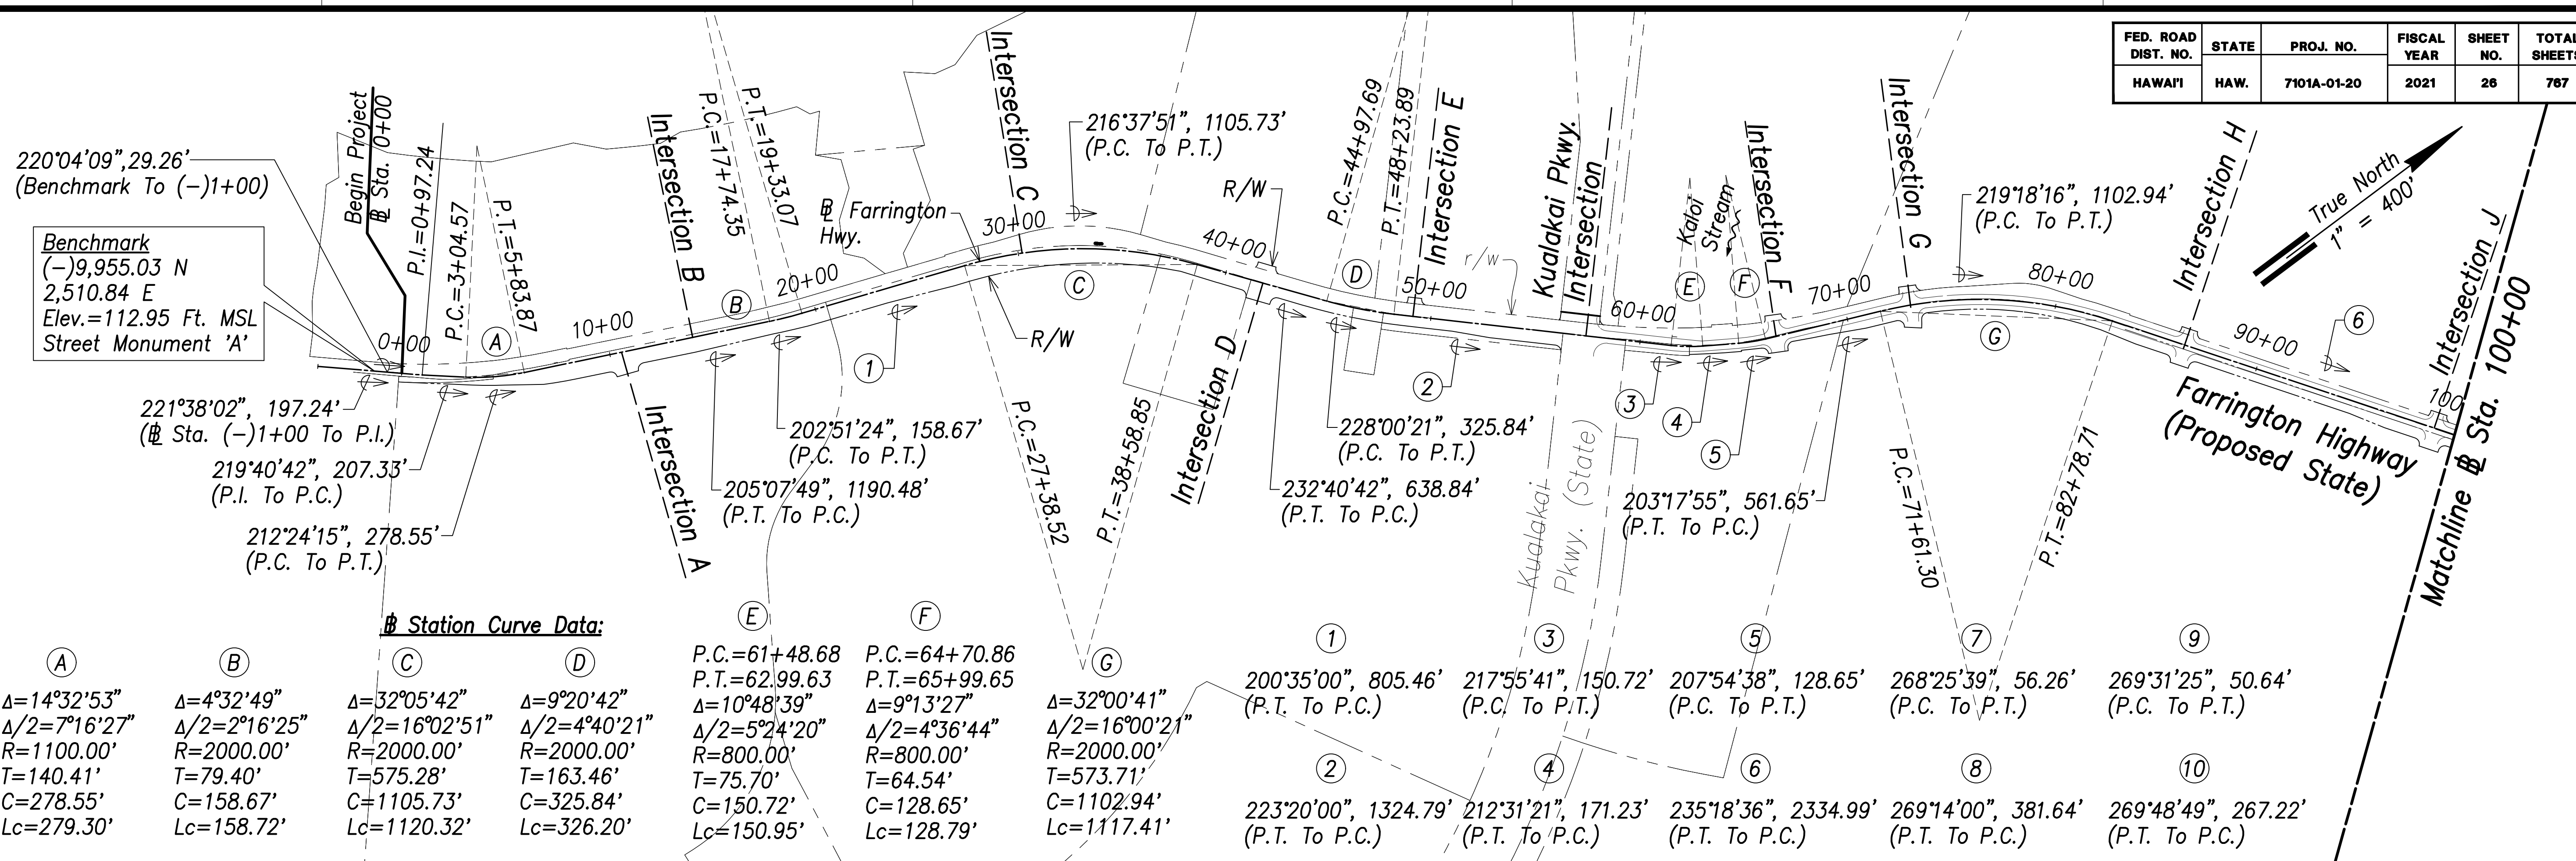 FED. ROAD DIST. NO. STATE PROJ. NO. FISCAL YEAR SHEET NO. TOTAL SHEETS
HAWAI'I HAW. 7101A-01-20 2021 26 767
True North
1" = 400'
220°04'09",29.26'
(Benchmark To (-)1+00)
Benchmark
(-)9,955.03 N
2,510.84 E
Elev.=112.95 Ft. MSL
Street Monument 'A'
Begin Project
℄ Sta. 0+00
P.I.=0+97.24
P.C.=3+04.57
P.T.=5+83.87
0+00
A
10+00
Intersection B
P.C.=17+74.35
P.T.=19+33.07
B
20+00
℄ Farrington
Hwy.
30+00
Intersection C
216°37'51", 1105.73'
(P.C. To P.T.)
R/W
R/W
C
40+00
P.C.=44+97.69
P.T.=48+23.89
D
Intersection E
50+00
r/w
Kualakai Pkwy.
Intersection
60+00
Kaloi
Stream
E
F
Intersection F
70+00
Intersection G
219°18'16", 1102.94'
(P.C. To P.T.)
80+00
G
Intersection H
90+00
6
Intersection J
100
Matchline ℄ Sta. 100+00
Farrington Highway
(Proposed State)
221°38'02", 197.24'
(℄ Sta. (-)1+00 To P.I.)
219°40'42", 207.33'
(P.I. To P.C.)
212°24'15", 278.55'
(P.C. To P.T.)
Intersection A
1
202°51'24", 158.67'
(P.C. To P.T.)
205°07'49", 1190.48'
(P.T. To P.C.)
P.C.=27+38.52
P.T.=38+58.85
Intersection D
2
228°00'21", 325.84'
(P.C. To P.T.)
232°40'42", 638.84'
(P.T. To P.C.)
Kualakai
Pkwy. (State)
3
4
5
203°17'55", 561.65'
(P.T. To P.C.)
P.C.=71+61.30
P.T.=82+78.71
℄ Station Curve Data:
A
Δ=14°32'53"
Δ/2=7°16'27"
R=1100.00'
T=140.41'
C=278.55'
Lc=279.30'
B
Δ=4°32'49"
Δ/2=2°16'25"
R=2000.00'
T=79.40'
C=158.67'
Lc=158.72'
C
Δ=32°05'42"
Δ/2=16°02'51"
R=2000.00'
T=575.28'
C=1105.73'
Lc=1120.32'
D
Δ=9°20'42"
Δ/2=4°40'21"
R=2000.00'
T=163.46'
C=325.84'
Lc=326.20'
E
P.C.=61+48.68
P.T.=62.99.63
Δ=10°48'39"
Δ/2=5°24'20"
R=800.00'
T=75.70'
C=150.72'
Lc=150.95'
F
P.C.=64+70.86
P.T.=65+99.65
Δ=9°13'27"
Δ/2=4°36'44"
R=800.00'
T=64.54'
C=128.65'
Lc=128.79'
G
Δ=32°00'41"
Δ/2=16°00'21"
R=2000.00'
T=573.71'
C=1102.94'
Lc=1117.41'
1
200°35'00", 805.46'
(P.T. To P.C.)
2
223°20'00", 1324.79'
(P.T. To P.C.)
3
217°55'41", 150.72'
(P.C. To P.T.)
4
212°31'21", 171.23'
(P.T. To P.C.)
5
207°54'38", 128.65'
(P.C. To P.T.)
6
235°18'36", 2334.99'
(P.T. To P.C.)
7
268°25'39", 56.26'
(P.C. To P.T.)
8
269°14'00", 381.64'
(P.T. To P.C.)
9
269°31'25", 50.64'
(P.C. To P.T.)
10
269°48'49", 267.22'
(P.T. To P.C.)